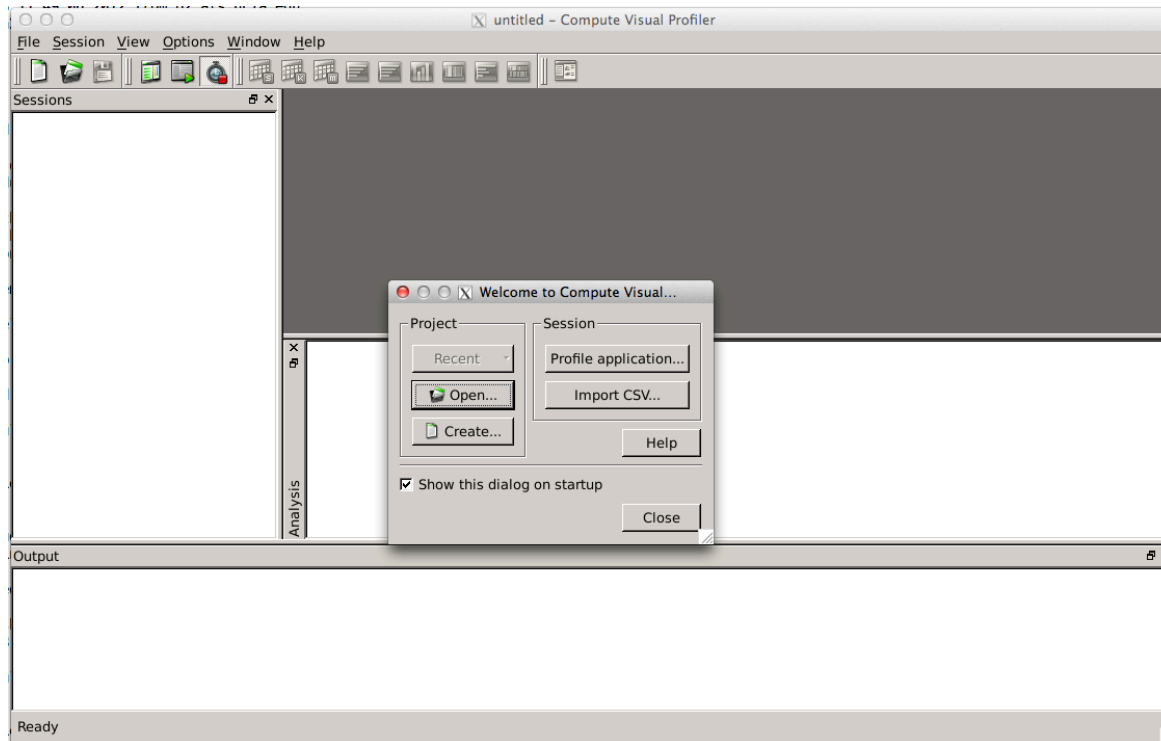 untitled – Compute Visual Profiler
File Session View Options Window Help
Sessions
Welcome to Compute Visual...
Project
Session
Recent
Profile application...
Open...
Import CSV...
Create...
Help
Show this dialog on startup
Close
Analysis
Output
Ready